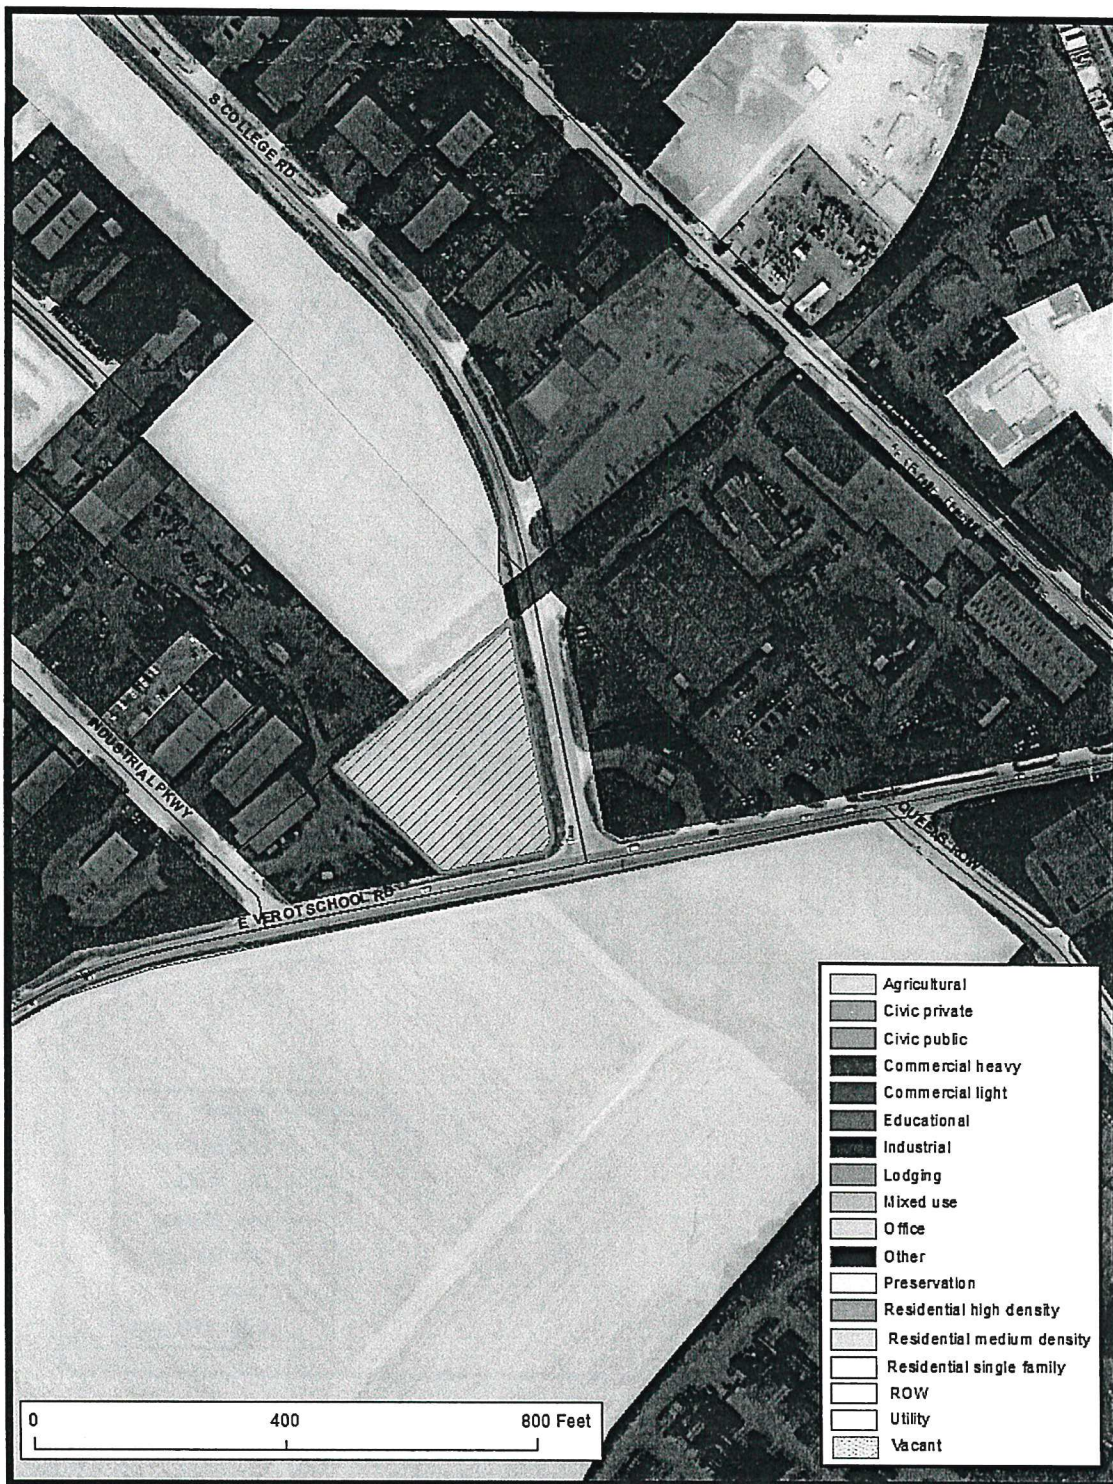 S COLLEGE RD
INDUSTRIAL PKWY
E VEROT SCHOOL RD
Agricultural
Civic private
Civic public
Commercial heavy
Commercial light
Educational
Industrial
Lodging
Mixed use
Office
Other
Preservation
Residential high density
Residential medium density
Residential single family
ROW
Utility
Vacant
0 400 800 Feet